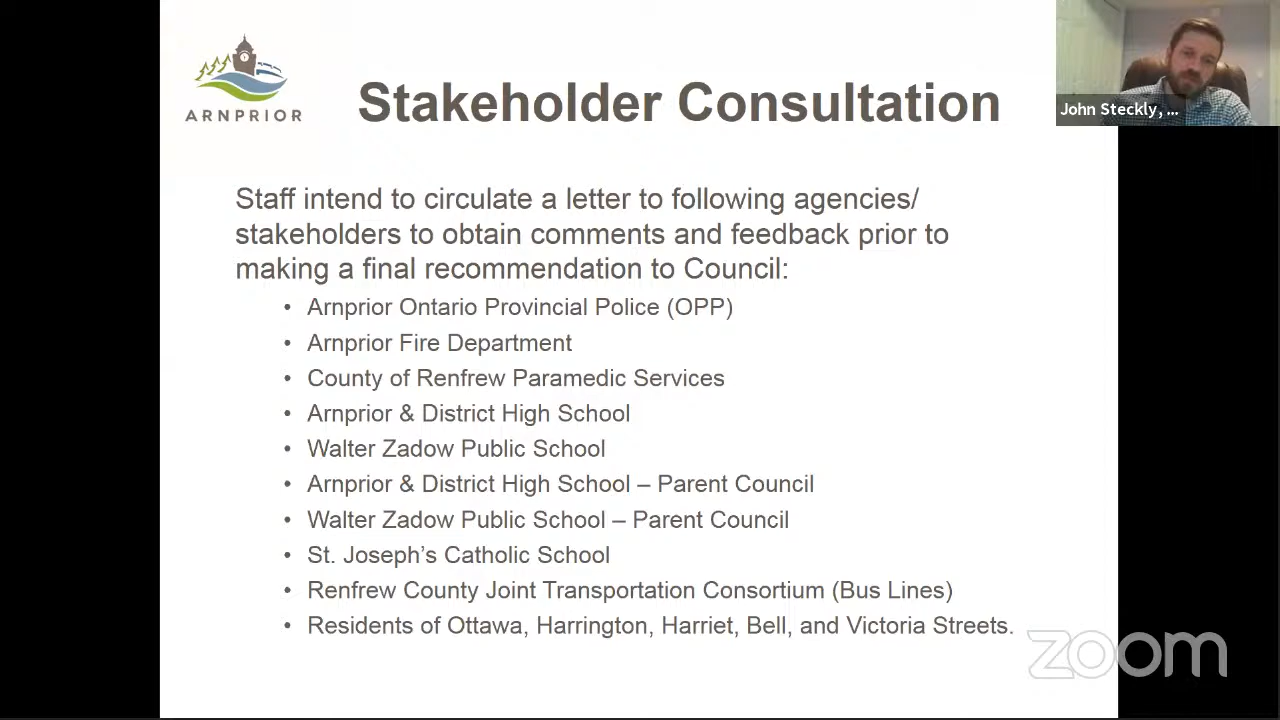 ARNPRIOR
Stakeholder Consultation
John Steckly, ...
Staff intend to circulate a letter to following agencies/
stakeholders to obtain comments and feedback prior to
making a final recommendation to Council:
• Arnprior Ontario Provincial Police (OPP)
• Arnprior Fire Department
• County of Renfrew Paramedic Services
• Arnprior & District High School
• Walter Zadow Public School
• Arnprior & District High School – Parent Council
• Walter Zadow Public School – Parent Council
• St. Joseph’s Catholic School
• Renfrew County Joint Transportation Consortium (Bus Lines)
• Residents of Ottawa, Harrington, Harriet, Bell, and Victoria Streets.
zoom